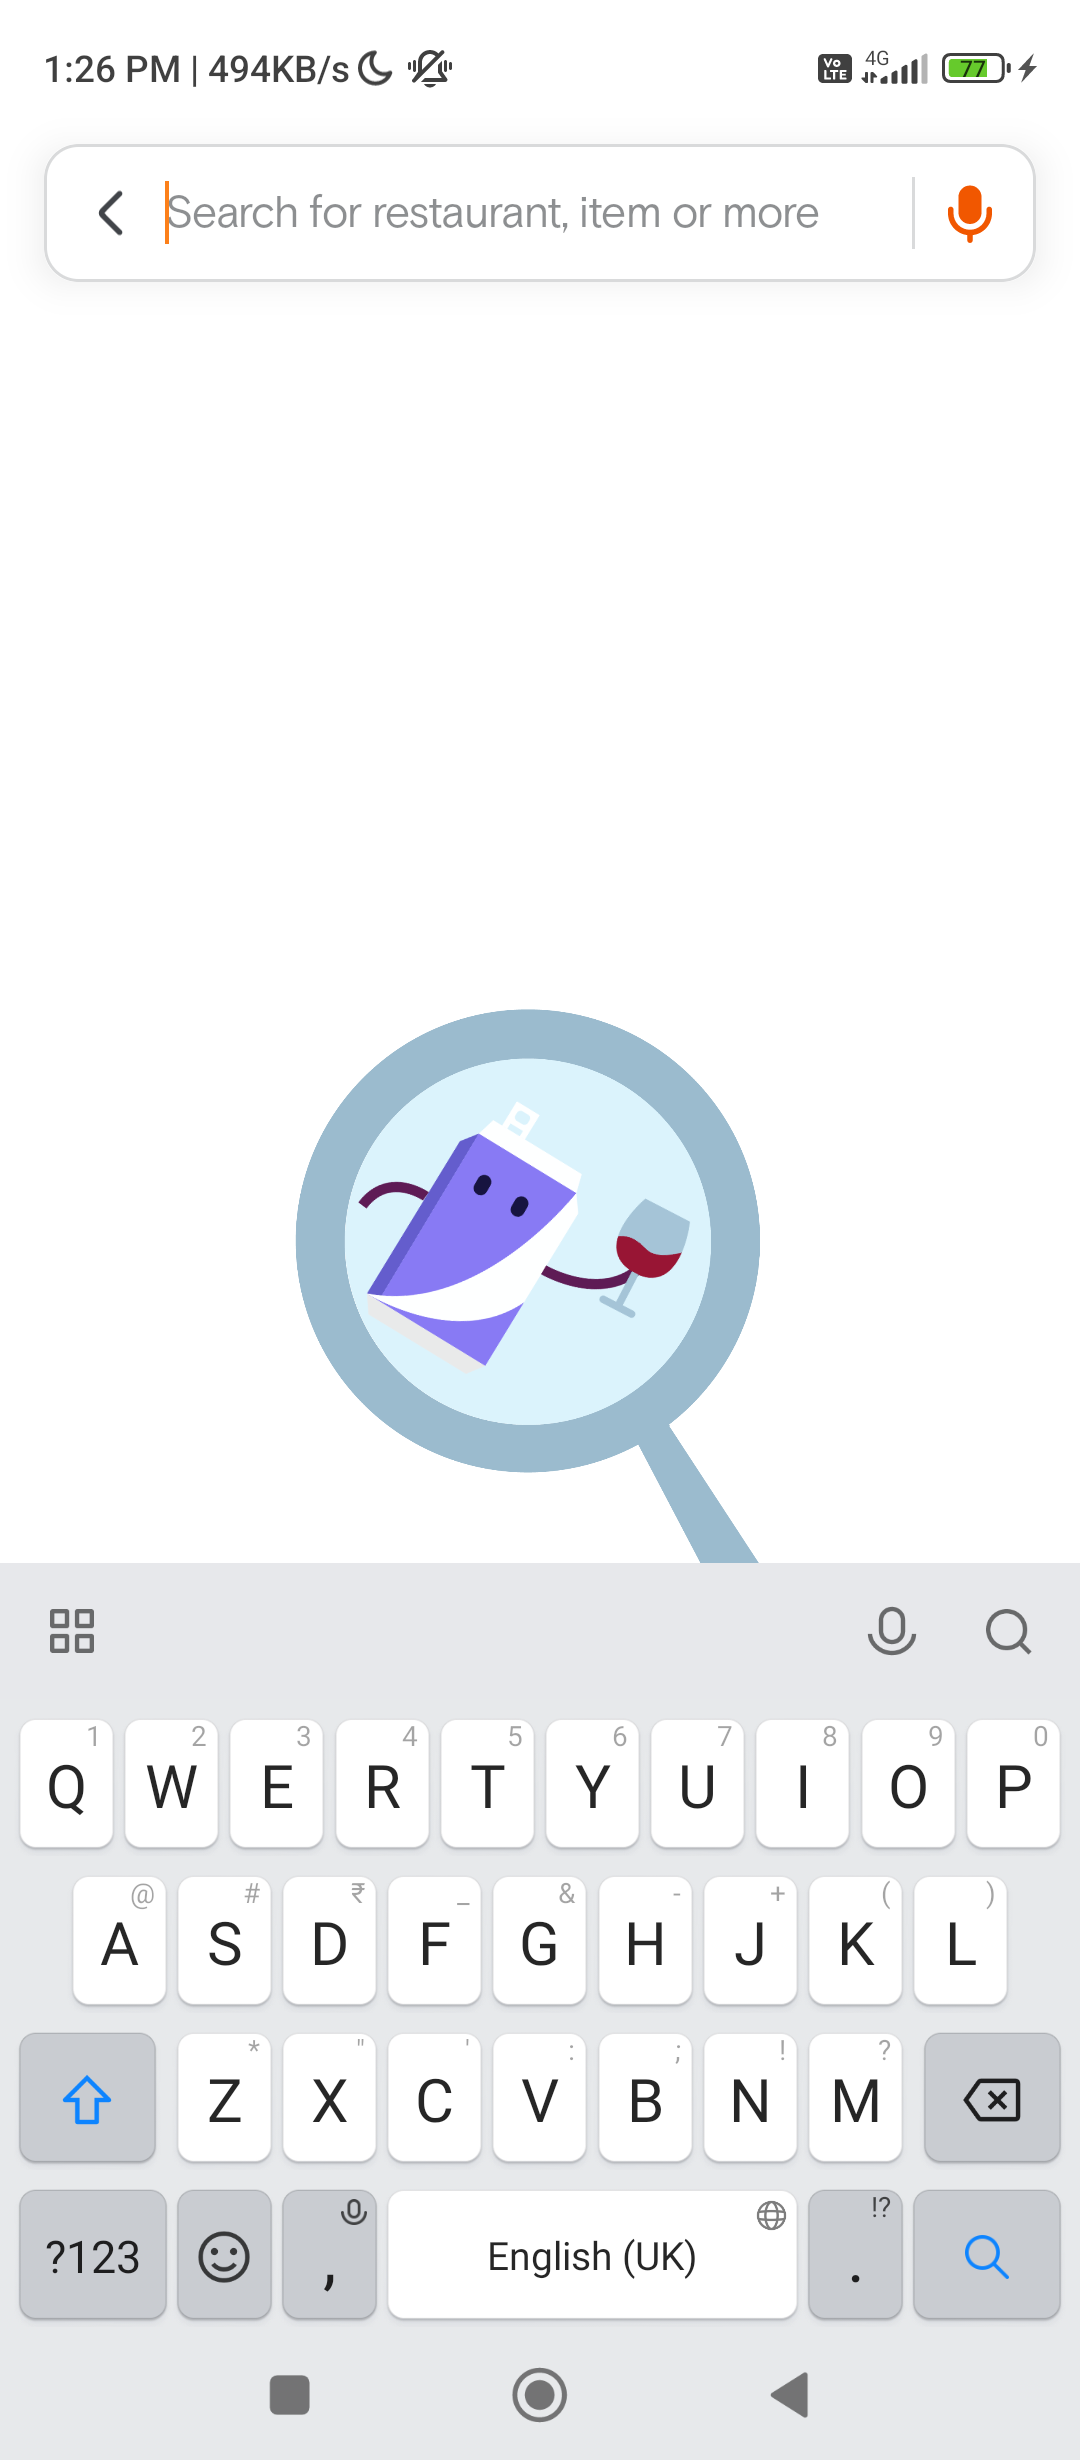 1:26 PM | 494KB/s
Vo LTE 4G 77
Search for restaurant, item or more
1 2 3 4 5 6 7 8 9 0
Q W E R T Y U I O P
@ # ₹ _ & - + ( )
A S D F G H J K L
* " ' : ; ! ?
Z X C V B N M
!?
?123 , English (UK) .